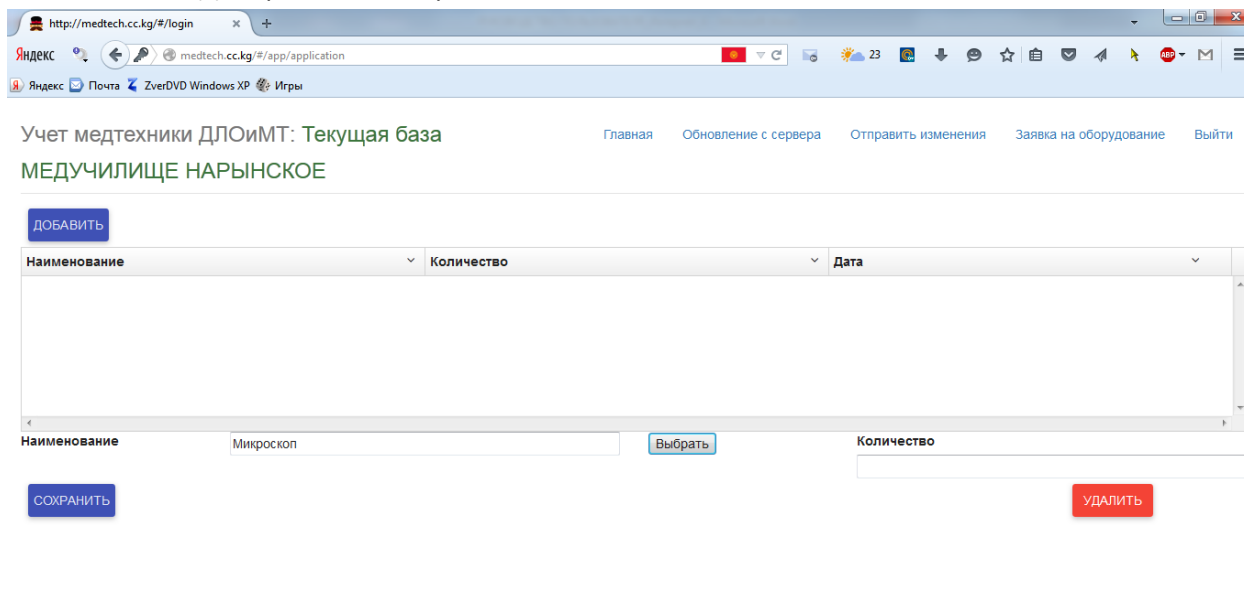 http://medtech.cc.kg/#/login
Яндекс medtech.cc.kg/#/app/application 23 ABP
Яндекс Почта ZverDVD Windows XP Игры
Учет медтехники ДЛОиМТ: Текущая база Главная Обновление с сервера Отправить изменения Заявка на оборудование Выйти
МЕДУЧИЛИЩЕ НАРЫНСКОЕ
ДОБАВИТЬ
Наименование Количество Дата
Наименование Микроскоп Выбрать Количество
СОХРАНИТЬ УДАЛИТЬ